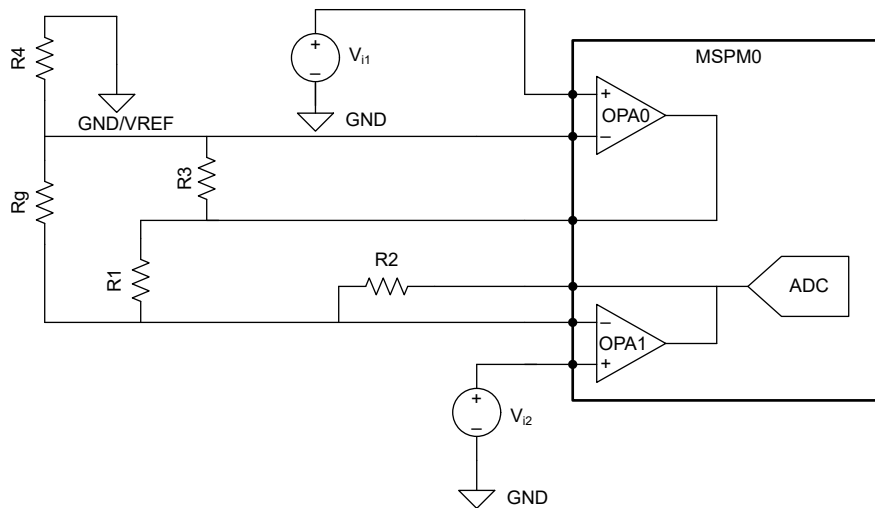 R4
GND/VREF
Rg
R3
R1
R2
+
–
Vi1
GND
MSPM0
+
OPA0
–
ADC
–
OPA1
+
+
–
Vi2
GND